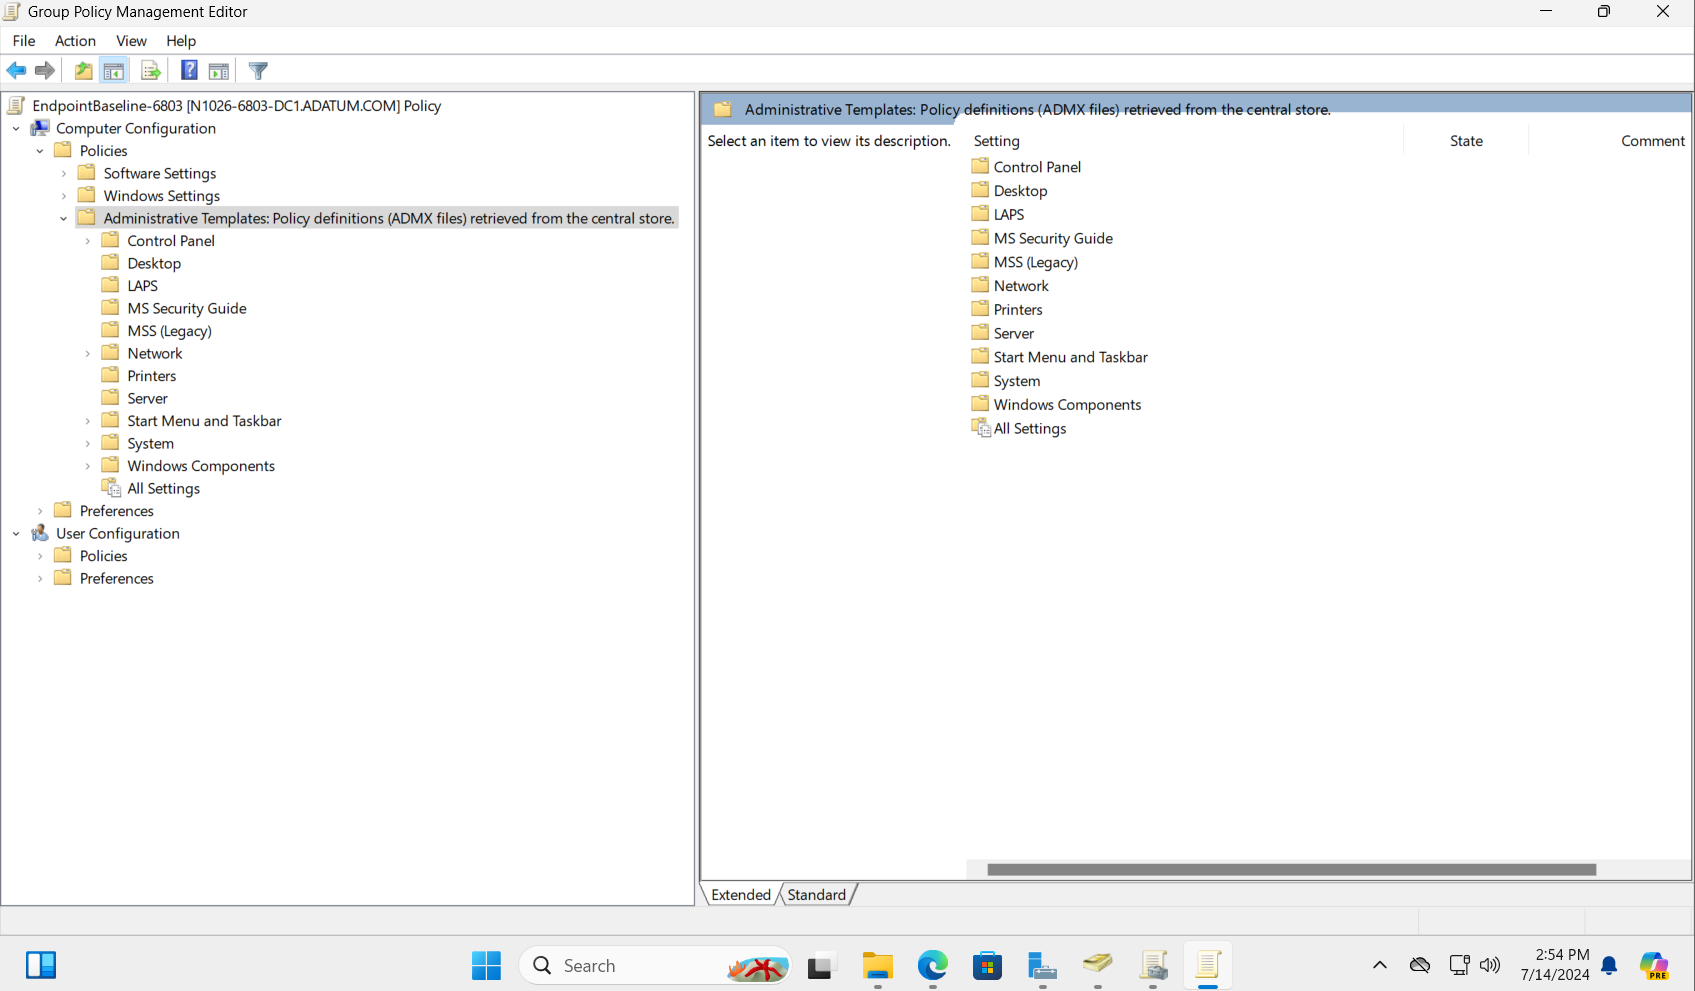 Group Policy Management Editor
File Action View Help
EndpointBaseline-6803 [N1026-6803-DC1.ADATUM.COM] Policy
Computer Configuration
Policies
Software Settings
Windows Settings
Administrative Templates: Policy definitions (ADMX files) retrieved from the central store.
Control Panel
Desktop
LAPS
MS Security Guide
MSS (Legacy)
Network
Printers
Server
Start Menu and Taskbar
System
Windows Components
All Settings
Preferences
User Configuration
Policies
Preferences
Administrative Templates: Policy definitions (ADMX files) retrieved from the central store.
Select an item to view its description.
Setting State Comment
Control Panel
Desktop
LAPS
MS Security Guide
MSS (Legacy)
Network
Printers
Server
Start Menu and Taskbar
System
Windows Components
All Settings
Extended Standard
Search
2:54 PM
7/14/2024
PRE